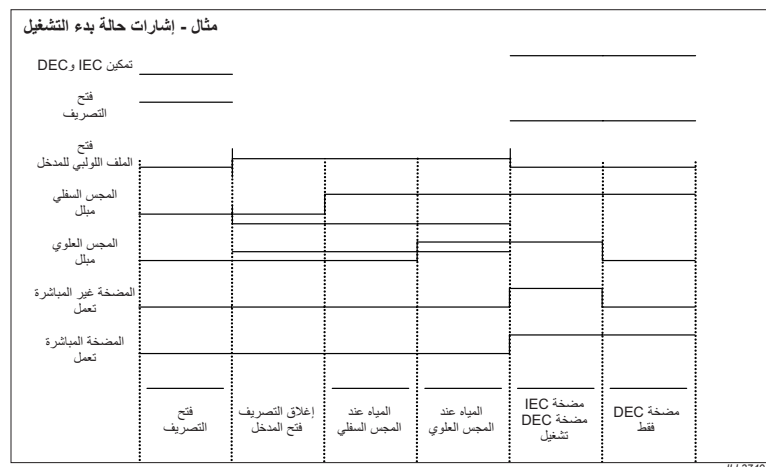 مثال - إشارات حالة بدء التشغيل
تمكين IEC وDEC
فتح
التصريف
فتح
الملف اللولبي للمدخل
المجس السفلي
مبلل
المجس العلوي
مبلل
المضخة غير المباشرة
تعمل
المضخة المباشرة
تعمل
فتح
التصريف
إغلاق التصريف
فتح المدخل
المياه عند
المجس السفلي
المياه عند
المجس العلوي
مضخة IEC
مضخة DEC
تشغيل
مضخة DEC
فقط